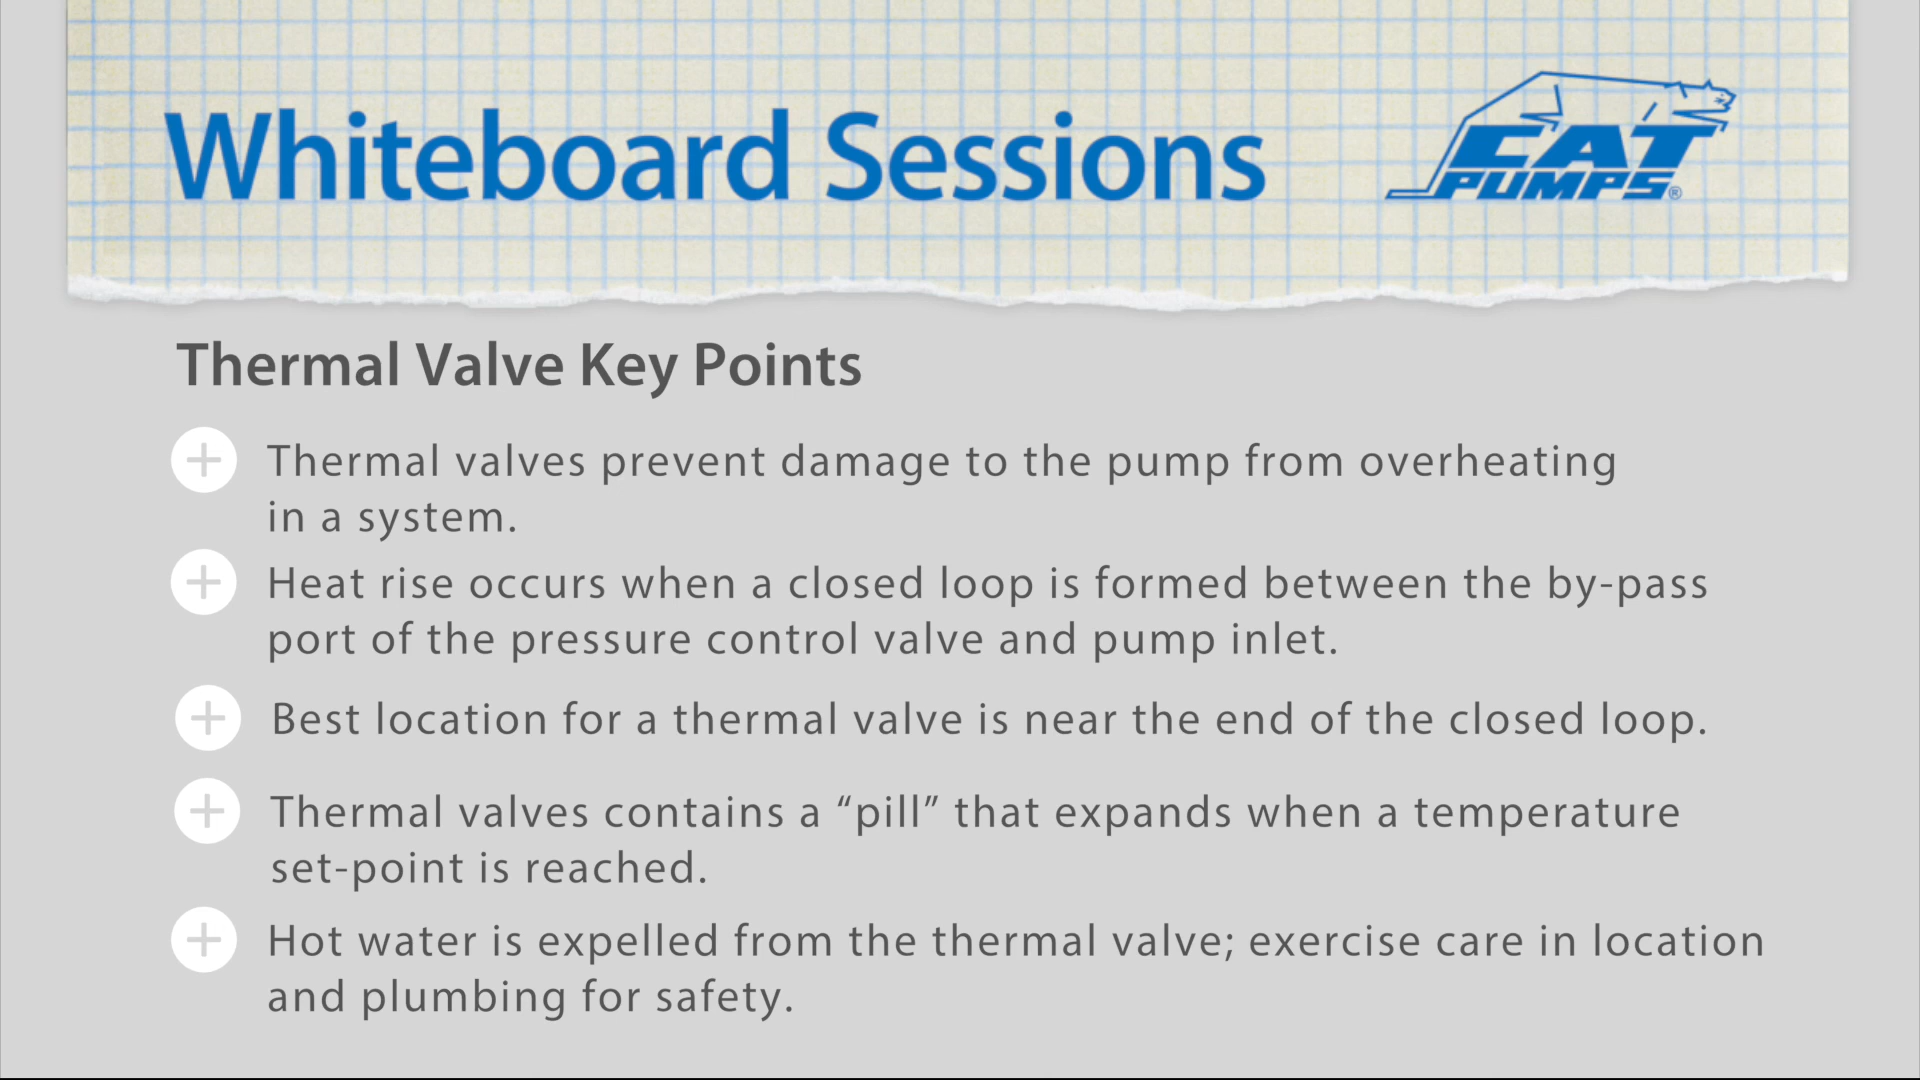 Whiteboard Sessions
CAT
PUMPS®
Thermal Valve Key Points
Thermal valves prevent damage to the pump from overheating
in a system.
Heat rise occurs when a closed loop is formed between the by-pass
port of the pressure control valve and pump inlet.
Best location for a thermal valve is near the end of the closed loop.
Thermal valves contains a “pill” that expands when a temperature
set-point is reached.
Hot water is expelled from the thermal valve; exercise care in location
and plumbing for safety.